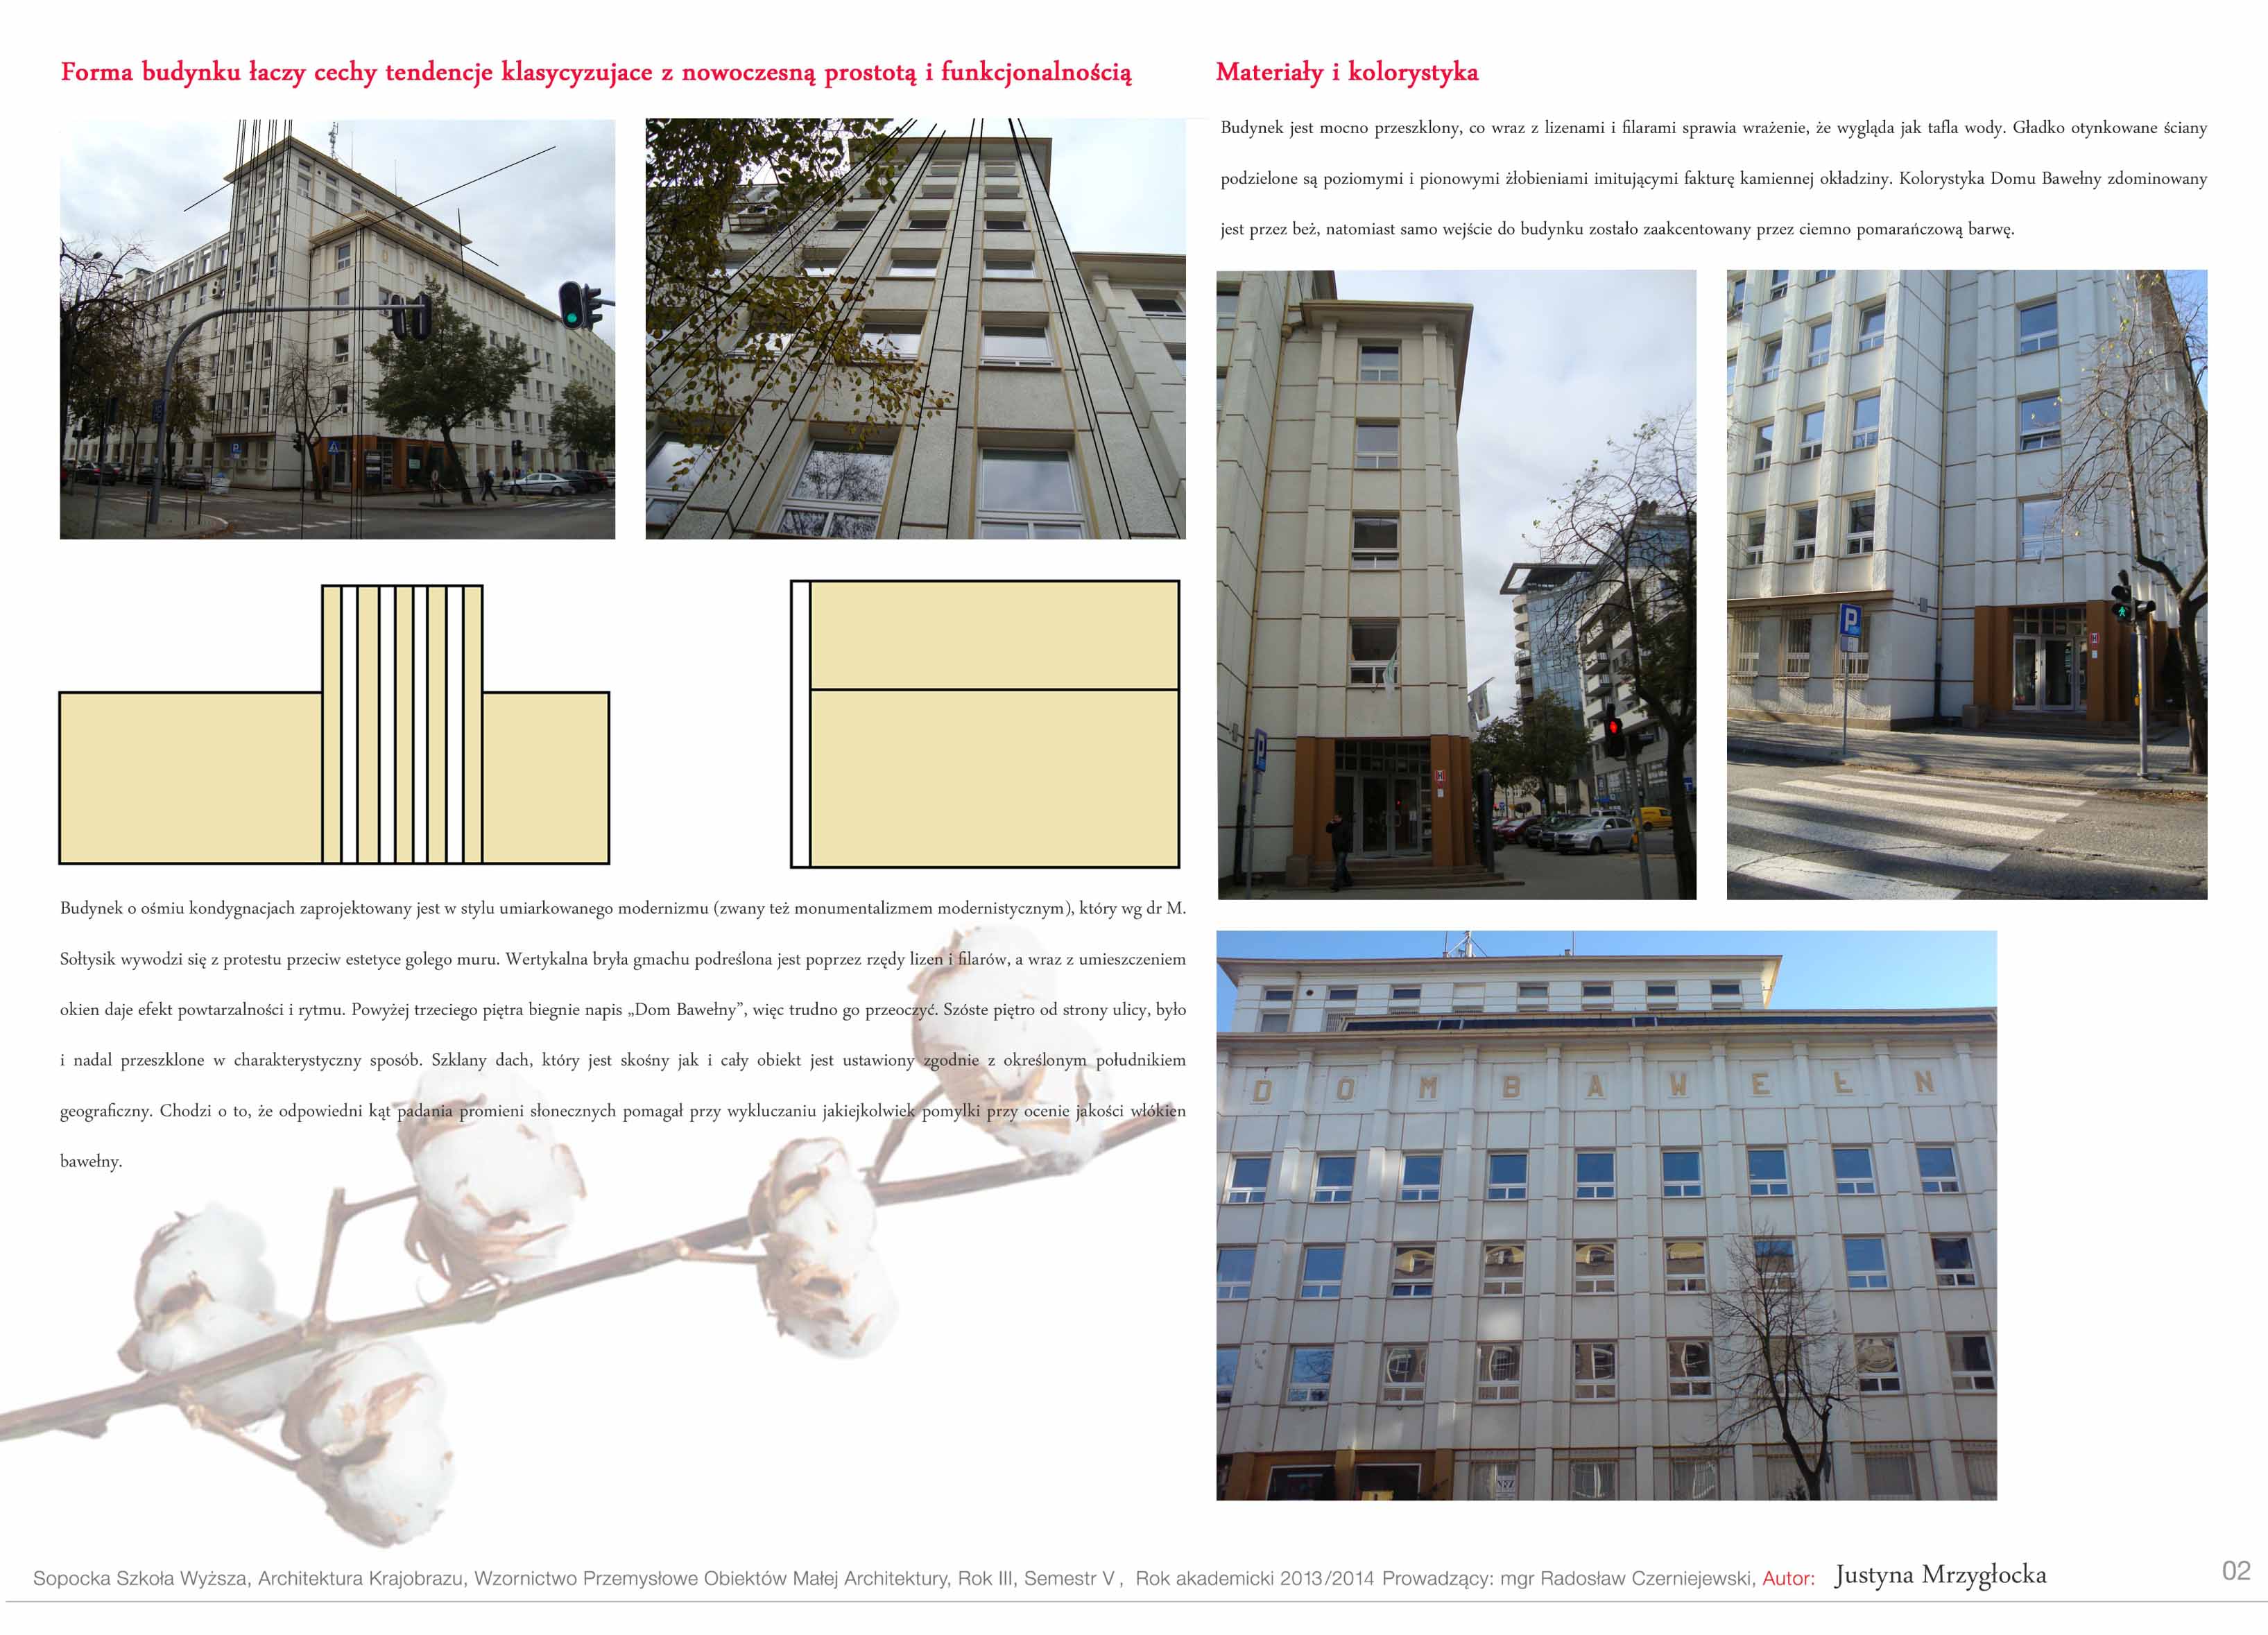 Forma budynku łaczy cechy tendencje klasycyzujace z nowoczesną prostotą i funkcjonalnością
Budynek o ośmiu kondygnacjach zaprojektowany jest w stylu umiarkowanego modernizmu (zwany też monumentalizmem modernistycznym), który wg dr M.
Sołtysik wywodzi się z protestu przeciw estetyce golego muru. Wertykalna bryła gmachu podreślona jest poprzez rzędy lizen i filarów, a wraz z umieszczeniem
okien daje efekt powtarzalności i rytmu. Powyżej trzeciego piętra biegnie napis „Dom Bawełny”, więc trudno go przeoczyć. Szóste piętro od strony ulicy, było
i nadal przeszklone w charakterystyczny sposób. Szklany dach, który jest skośny jak i cały obiekt jest ustawiony zgodnie z określonym południkiem
geograficzny. Chodzi o to, że odpowiedni kąt padania promieni słonecznych pomagał przy wykluczaniu jakiejkolwiek pomylki przy ocenie jakości włókien
bawełny.
Materiały i kolorystyka
Budynek jest mocno przeszklony, co wraz z lizenami i filarami sprawia wrażenie, że wygląda jak tafla wody. Gładko otynkowane ściany
podzielone są poziomymi i pionowymi żłobieniami imitującymi fakturę kamiennej okładziny. Kolorystyka Domu Bawełny zdominowany
jest przez beż, natomiast samo wejście do budynku zostało zaakcentowany przez ciemno pomarańczową barwę.
P
P
DOM BAWEŁN
NFZ
Sopocka Szkoła Wyższa, Architektura Krajobrazu, Wzornictwo Przemysłowe Obiektów Małej Architektury, Rok III, Semestr V , Rok akademicki 2013/2014 Prowadzący: mgr Radosław Czerniejewski, Autor: Justyna Mrzygłocka
02